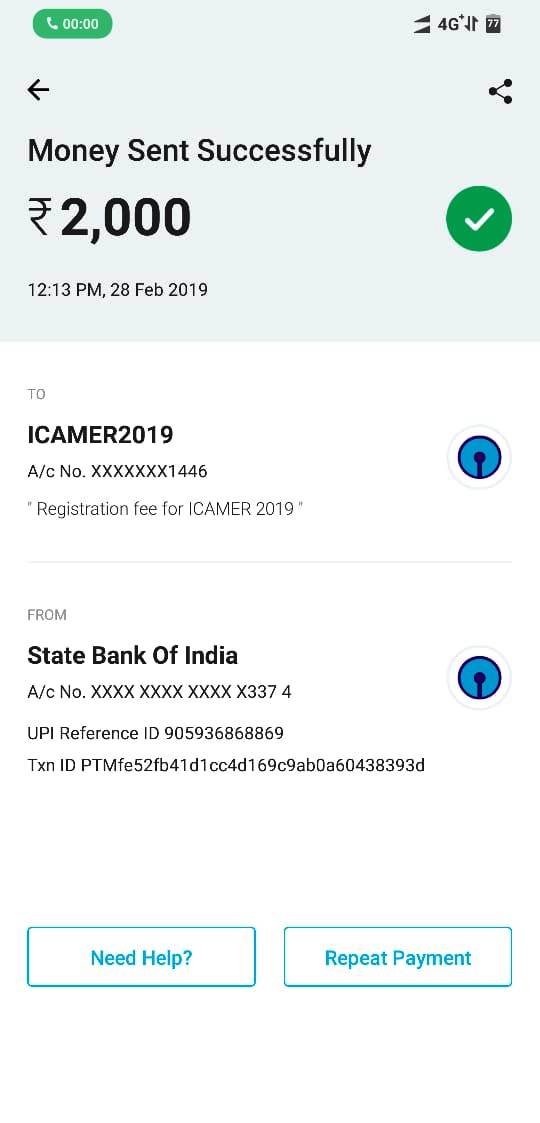 00:00
4G+ 77
Money Sent Successfully
₹ 2,000
12:13 PM, 28 Feb 2019
TO
ICAMER2019
A/c No. XXXXXXX1446
" Registration fee for ICAMER 2019 "
FROM
State Bank Of India
A/c No. XXXX XXXX XXXX X337 4
UPI Reference ID 905936868869
Txn ID PTMfe52fb41d1cc4d169c9ab0a60438393d
Need Help?
Repeat Payment